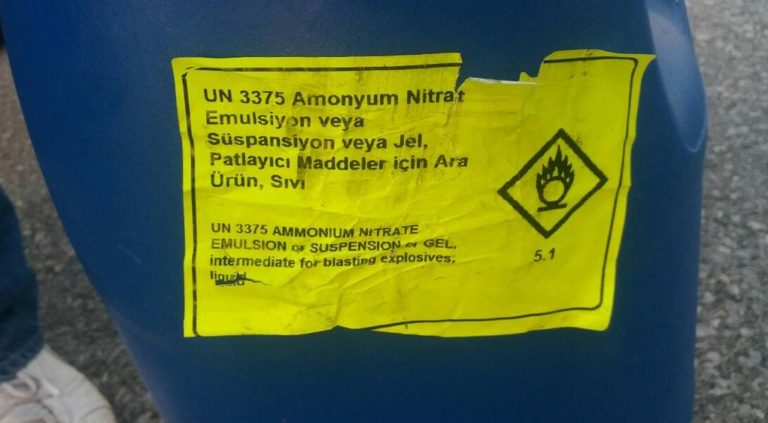 UN 3375 Amonyum Nitrat
Emulsiyon veya
Süspansiyon veya Jel,
Patlayıcı Maddeler için Ara
Ürün, Sıvı
UN 3375 AMMONIUM NITRATE
EMULSION or SUSPENSION or GEL,
intermediate for blasting explosives,
liquid
5.1